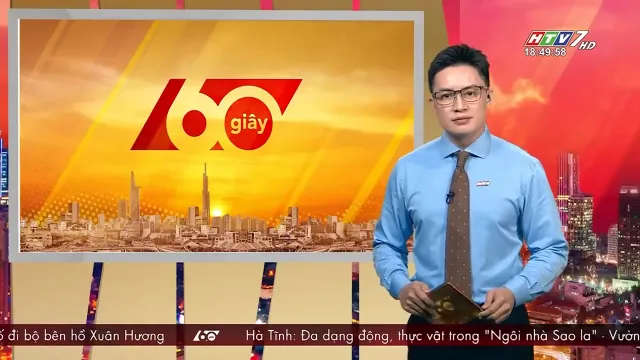 HTV7 HD
18:49:58
60 giây
ố đi bộ bên hồ Xuân Hương 60 Hà Tĩnh: Đa dạng động, thực vật trong "Ngôi nhà Sao la" - Vườn